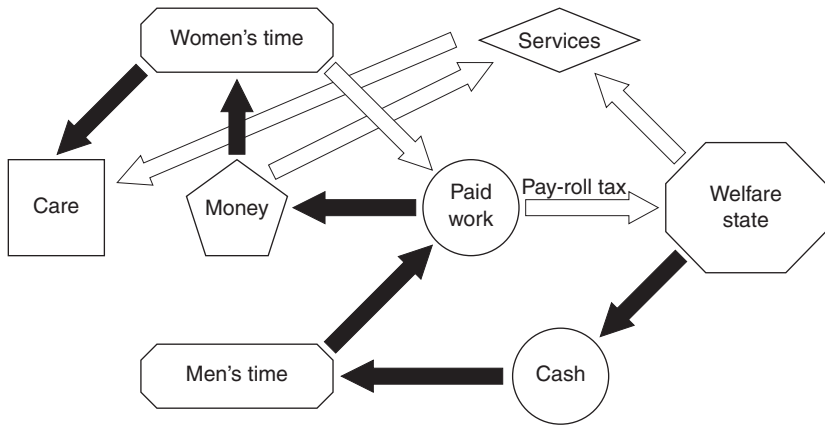 Women's time
Services
Care
Money
Paid
work
Pay-roll tax
Welfare
state
Men's time
Cash